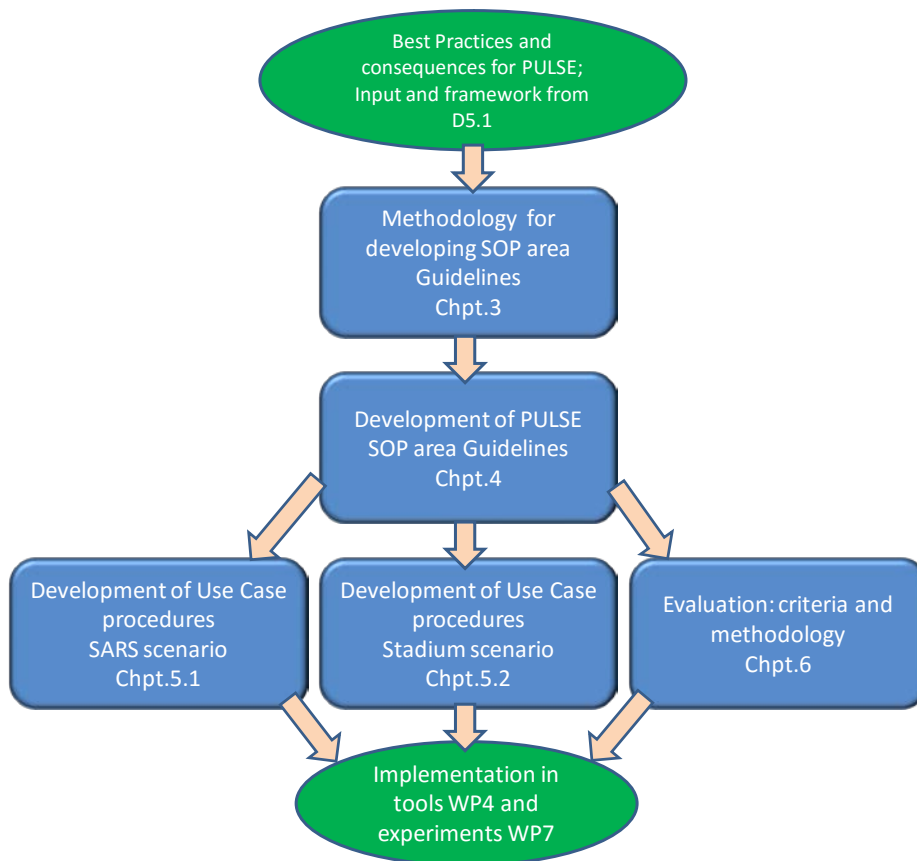 Best Practices and
consequences for PULSE;
Input and framework from
D5.1
Methodology for
developing SOP area
Guidelines
Chpt.3
Development of PULSE
SOP area Guidelines
Chpt.4
Development of Use Case
procedures
SARS scenario
Chpt.5.1
Development of Use Case
procedures
Stadium scenario
Chpt.5.2
Evaluation: criteria and
methodology
Chpt.6
Implementation in
tools WP4 and
experiments WP7